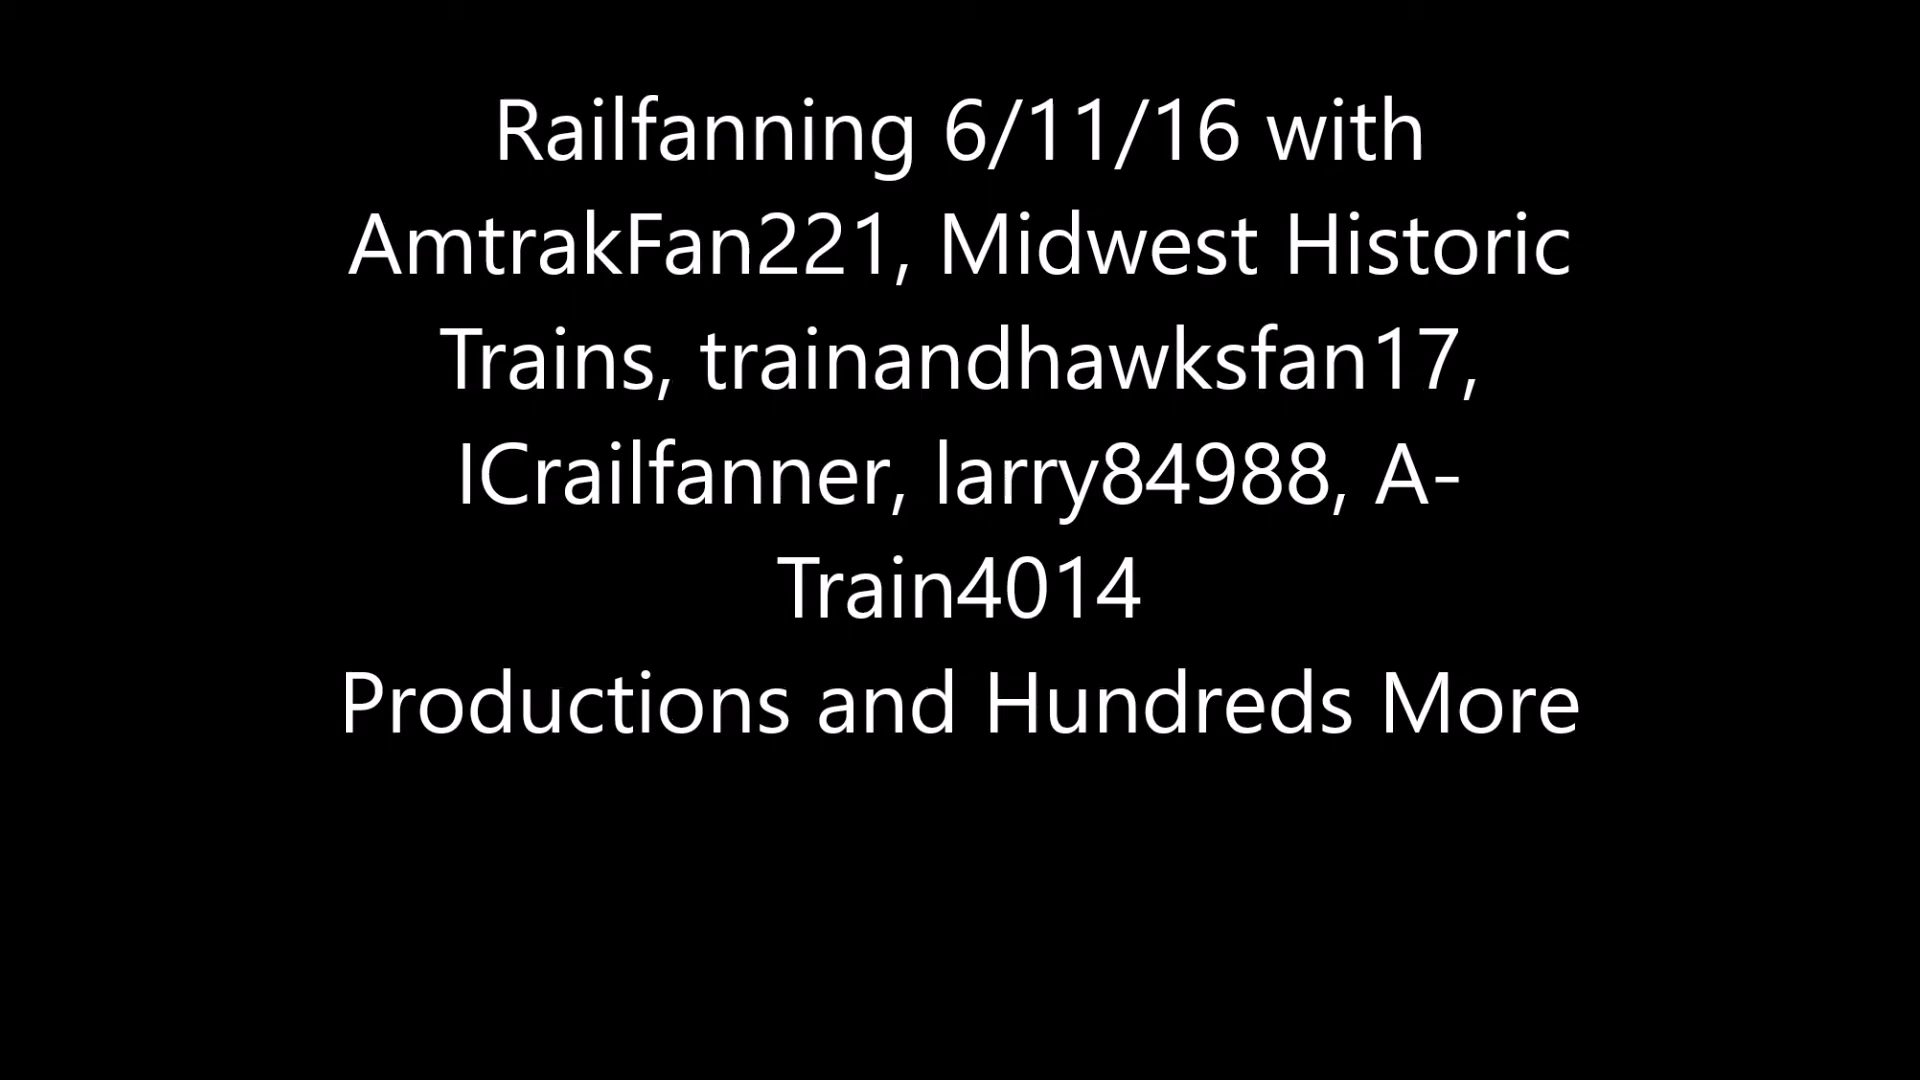 Railfanning 6/11/16 with
AmtrakFan221, Midwest Historic
Trains, trainandhawksfan17,
ICrailfanner, larry84988, A-
Train4014
Productions and Hundreds More